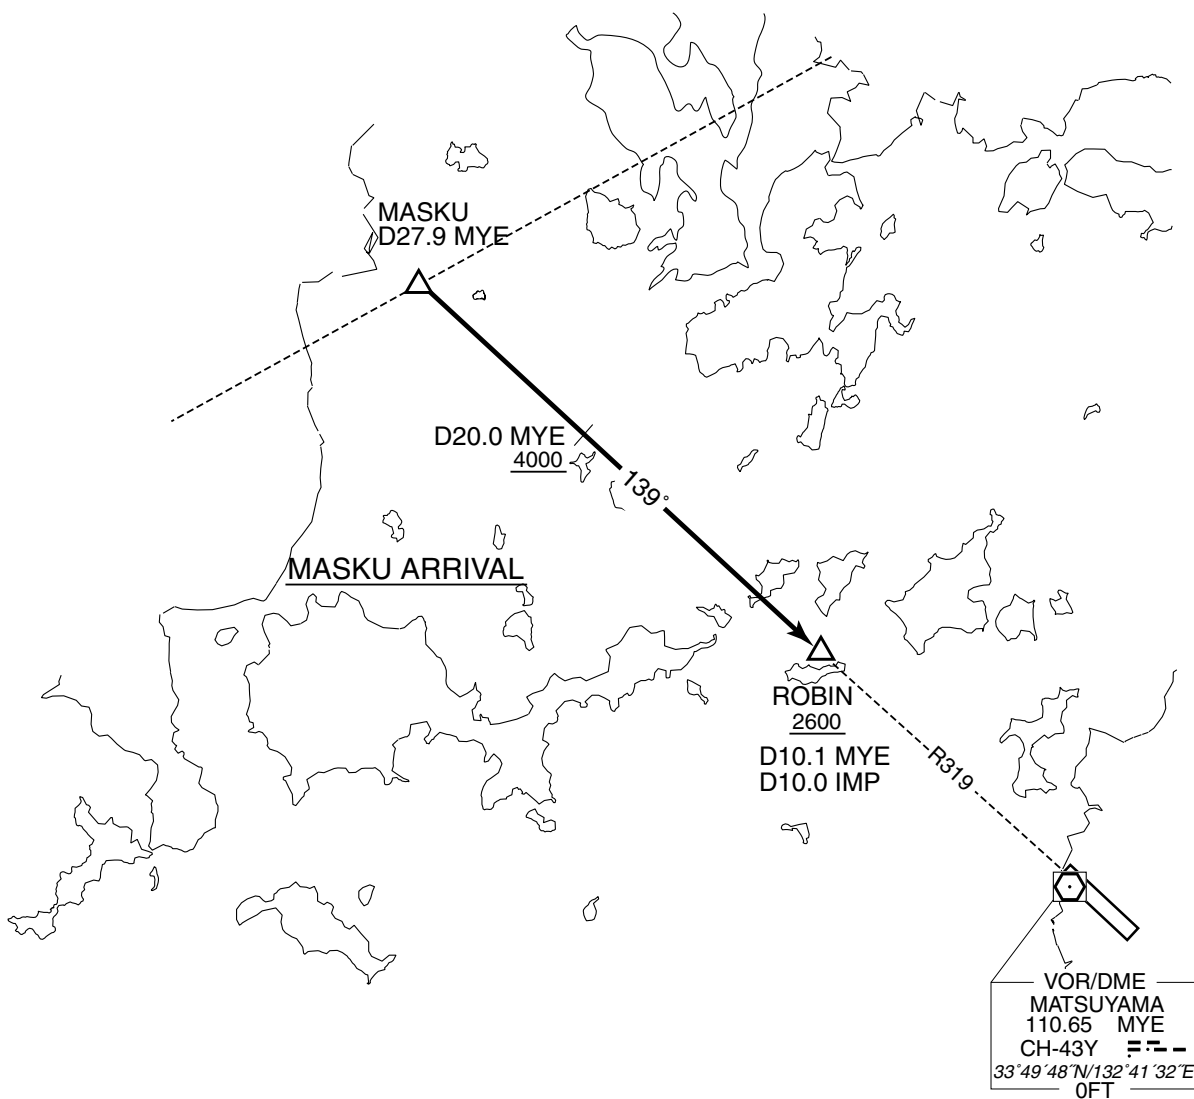 MASKU
D27.9 MYE
D20.0 MYE
4000
139°
MASKU ARRIVAL
ROBIN
2600
D10.1 MYE
D10.0 IMP
R319
VOR/DME
MATSUYAMA
110.65 MYE
CH-43Y
33°49´48˝N/132°41´32˝E
0FT